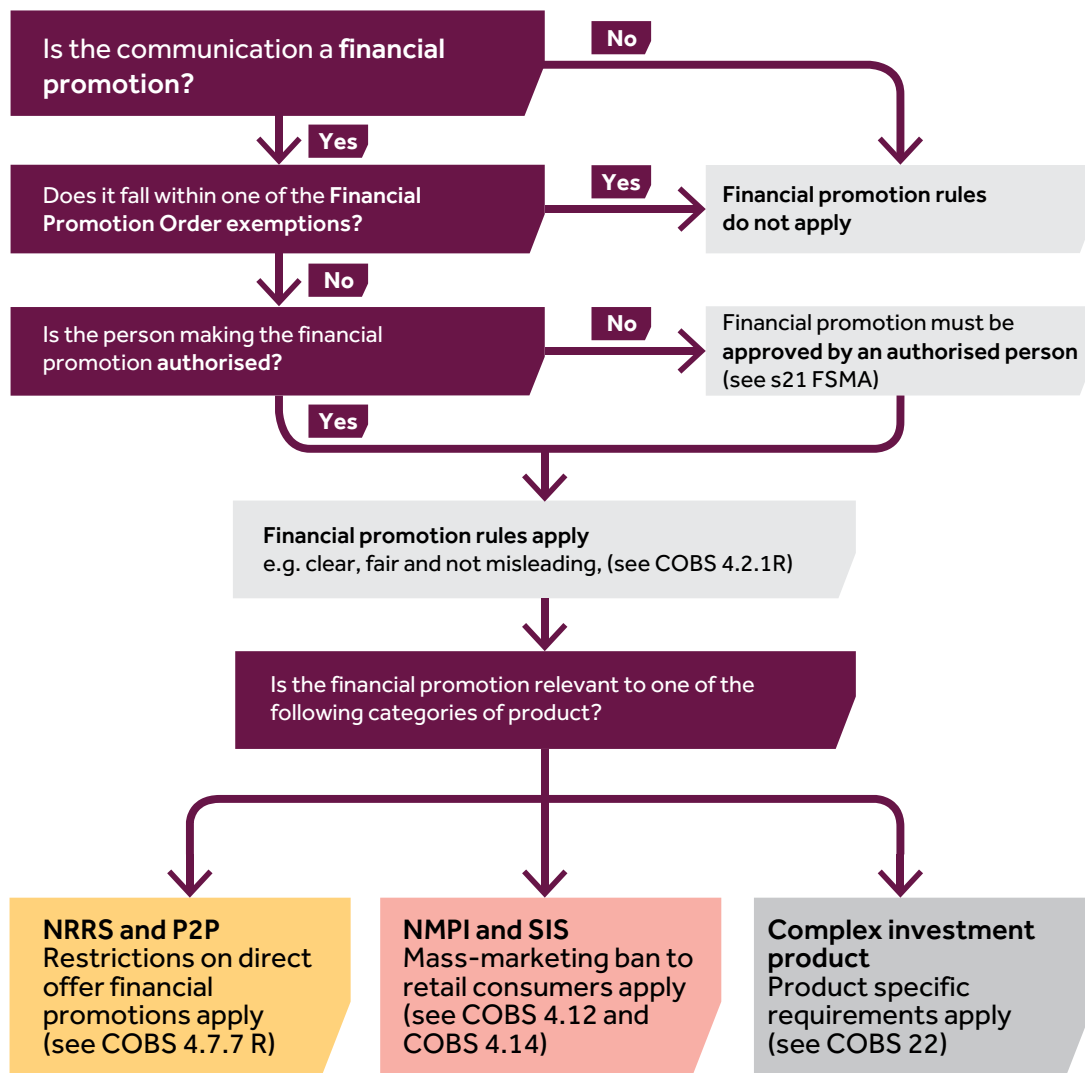 Is the communication a financial
promotion?
No
Yes
Does it fall within one of the Financial
Promotion Order exemptions?
Yes
Financial promotion rules
do not apply
No
Is the person making the financial
promotion authorised?
No
Financial promotion must be
approved by an authorised person
(see s21 FSMA)
Yes
Financial promotion rules apply
e.g. clear, fair and not misleading, (see COBS 4.2.1R)
Is the financial promotion relevant to one of the
following categories of product?
NRRS and P2P
Restrictions on direct
offer financial
promotions apply
(see COBS 4.7.7 R)
NMPI and SIS
Mass-marketing ban to
retail consumers apply
(see COBS 4.12 and
COBS 4.14)
Complex investment
product
Product specific
requirements apply
(see COBS 22)